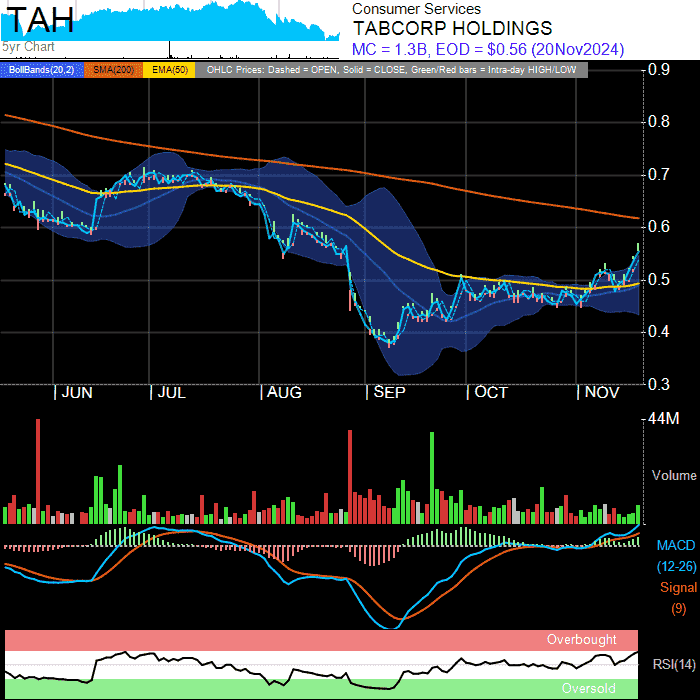 TAH
5yr Chart
Consumer Services
TABCORP HOLDINGS
MC = 1.3B, EOD = $0.56 (20Nov2024)
BollBands(20,2) SMA(200) EMA(50) OHLC Prices: Dashed = OPEN, Solid = CLOSE, Green/Red bars = Intra-day HIGH/LOW
0.9
0.8
0.7
0.6
0.5
0.4
0.3
| JUN | JUL | AUG | SEP | OCT | NOV
44M
Volume
MACD
(12-26)
Signal
(9)
Overbought
RSI(14)
Oversold